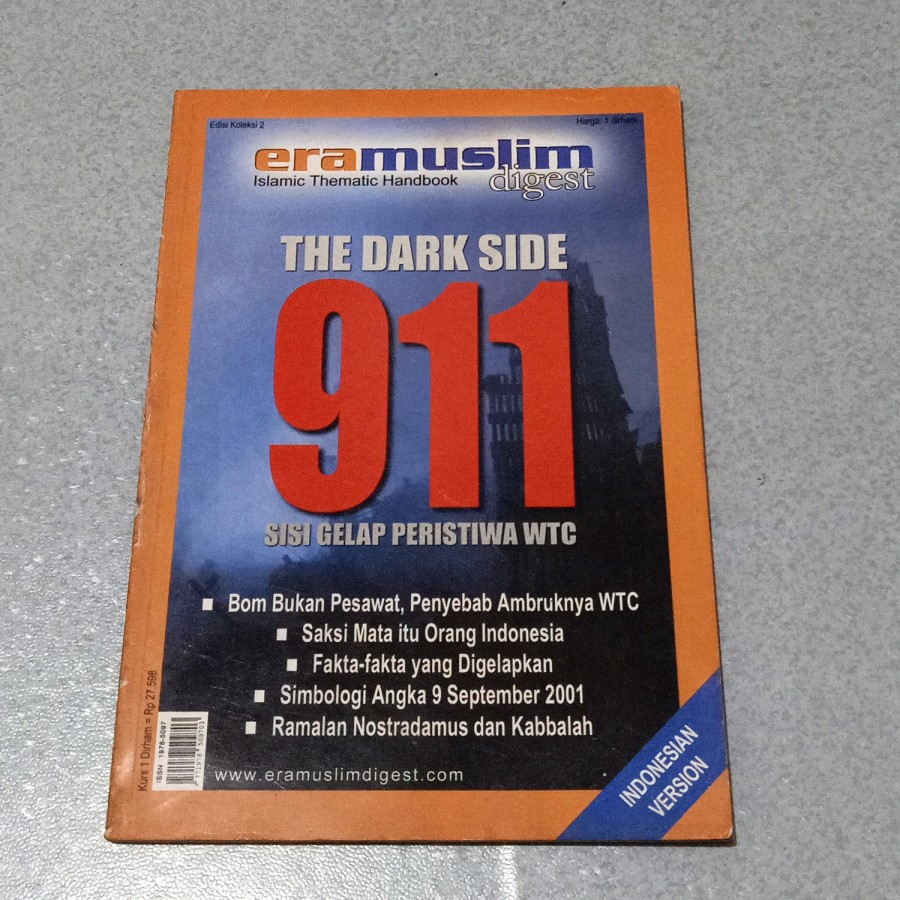 Edisi Koleksi 2
Harga: 1 dirham
eramuslim
Islamic Thematic Handbook
digest
THE DARK SIDE
911
SISI GELAP PERISTIWA WTC
■ Bom Bukan Pesawat, Penyebab Ambruknya WTC
■ Saksi Mata itu Orang Indonesia
■ Fakta-fakta yang Digelapkan
■ Simbologi Angka 9 September 2001
■ Ramalan Nostradamus dan Kabbalah
Kurs 1 Dirham = Rp 27.598
ISSN 1978-5097
www.eramuslimdigest.com
INDONESIAN
VERSION